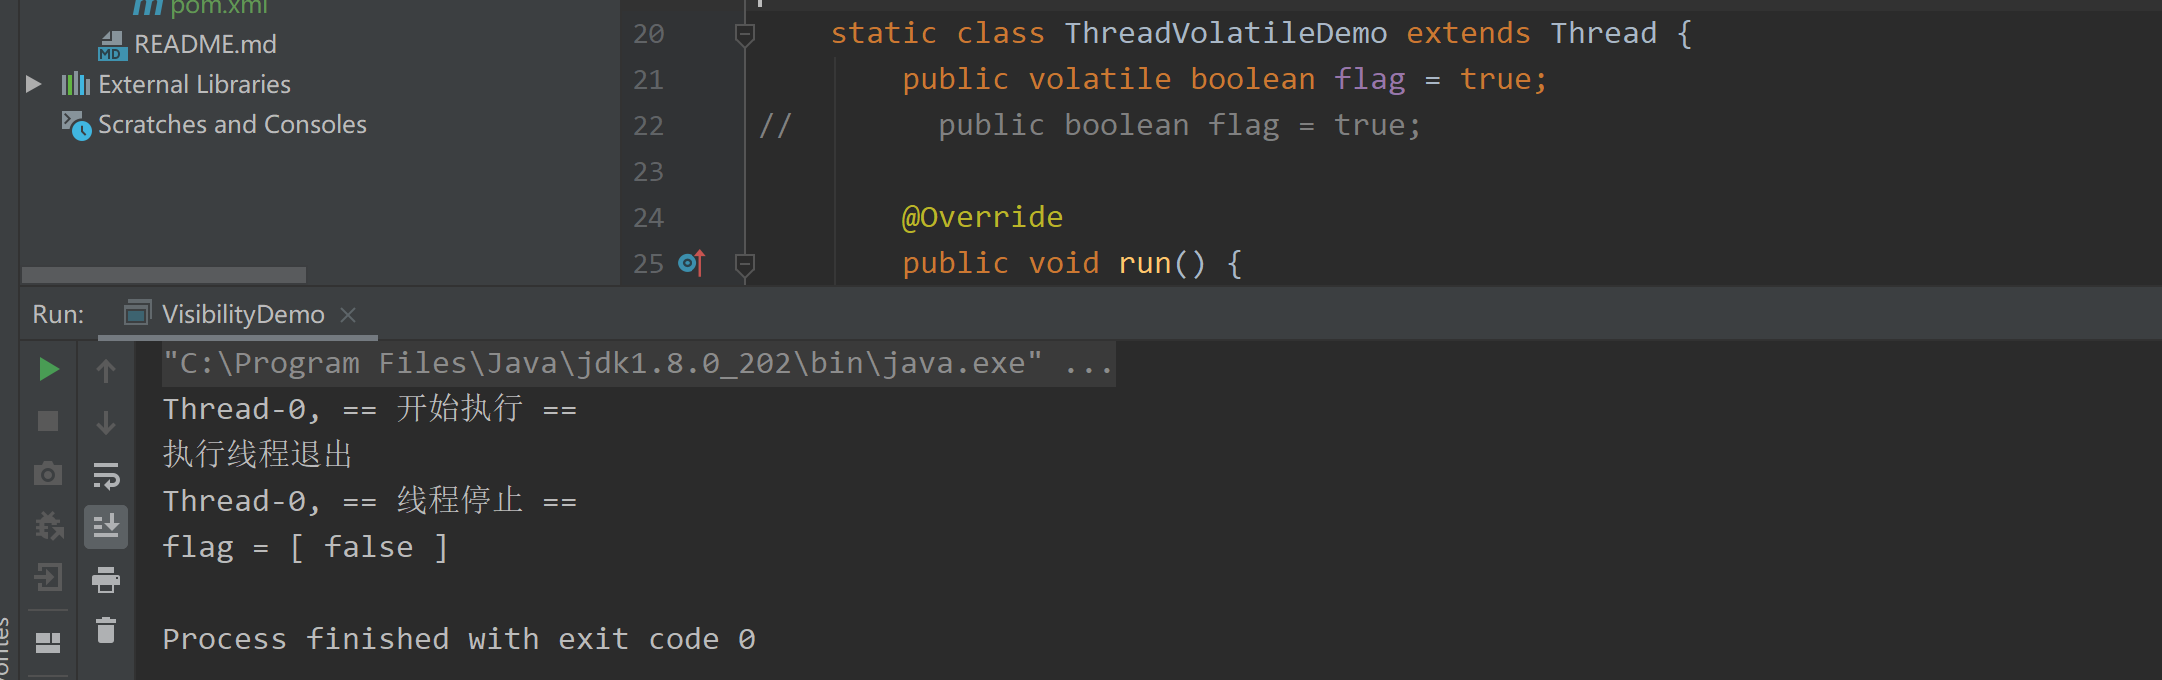 pom.xml
README.md
External Libraries
Scratches and Consoles
20 static class ThreadVolatileDemo extends Thread {
21 public volatile boolean flag = true;
22 // public boolean flag = true;
23
24 @Override
25 public void run() {
Run: VisibilityDemo
"C:\Program Files\Java\jdk1.8.0_202\bin\java.exe" ...
Thread-0, == 开始执行 ==
执行线程退出
Thread-0, == 线程停止 ==
flag = [ false ]
Process finished with exit code 0